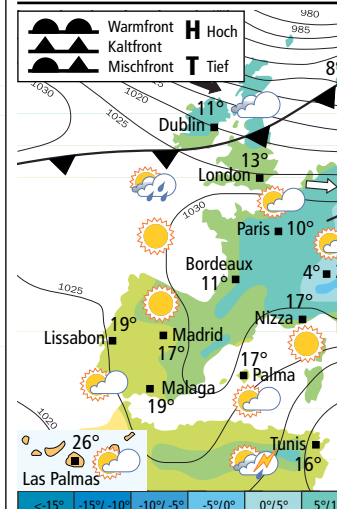 Warmfront H Hoch
Kaltfront
Mischfront T Tief
980
985
1030
1020
1025
8°
11°
Dublin
13°
London
1030
Paris 10°
Bordeaux
11°
4°
17°
Nizza
1025
19°
Lissabon
Madrid
17°
17°
Palma
Malaga
19°
1020
26°
Las Palmas
Tunis
16°
<-15° -15°/-10° -10°/-5° -5°/0° 0°/5° 5°/1